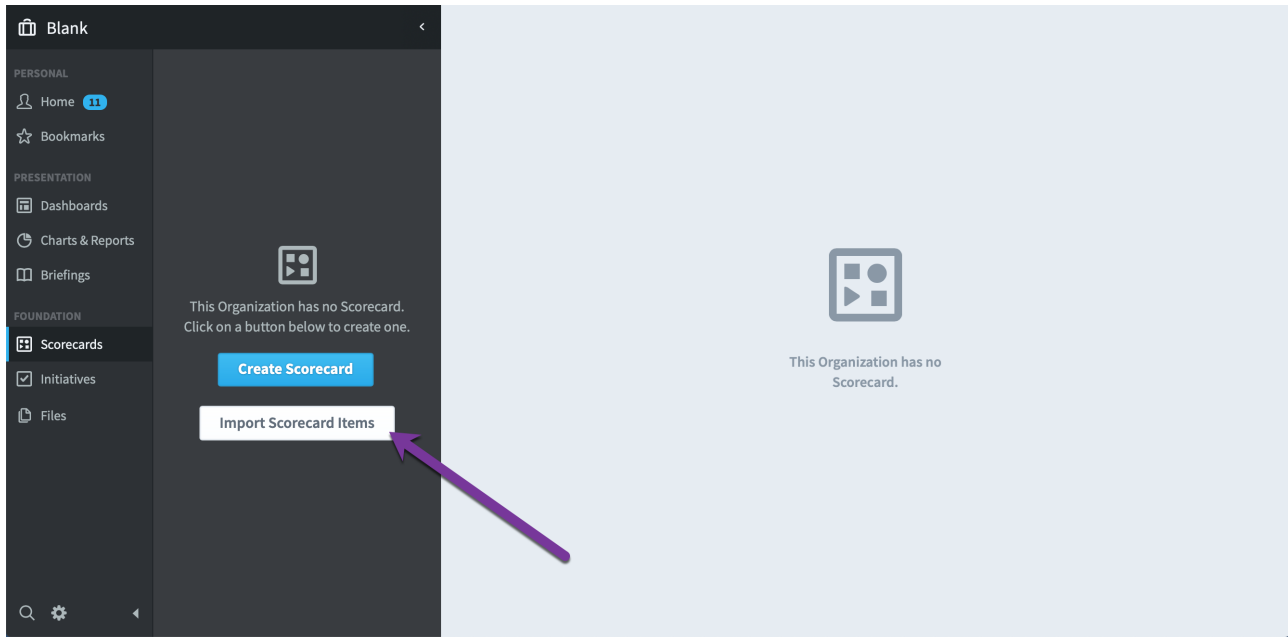 Blank
PERSONAL
Home 11
Bookmarks
PRESENTATION
Dashboards
Charts & Reports
Briefings
FOUNDATION
Scorecards
Initiatives
Files
This Organization has no Scorecard.
Click on a button below to create one.
Create Scorecard
Import Scorecard Items
This Organization has no
Scorecard.